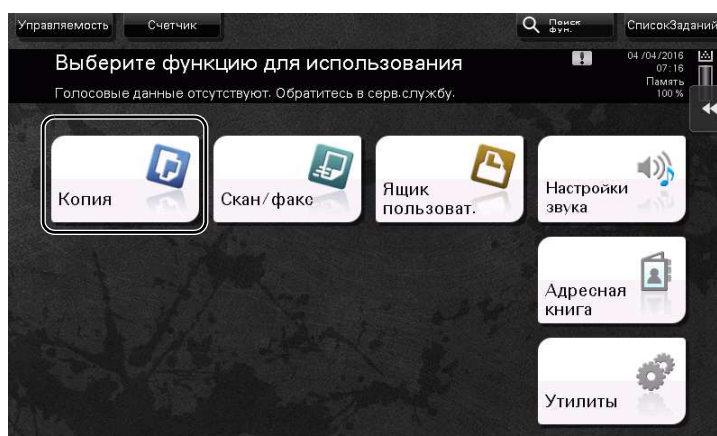 Управляемость
Счетчик
Поиск
фун.
СписокЗаданий
Выберите функцию для использования
04/04/2016
07:16
Память
100 %
Голосовые данные отсутствуют. Обратитесь в серв.службу.
Копия
Скан/факс
Ящик
пользоват.
Настройки
звука
Адресная
книга
Утилиты